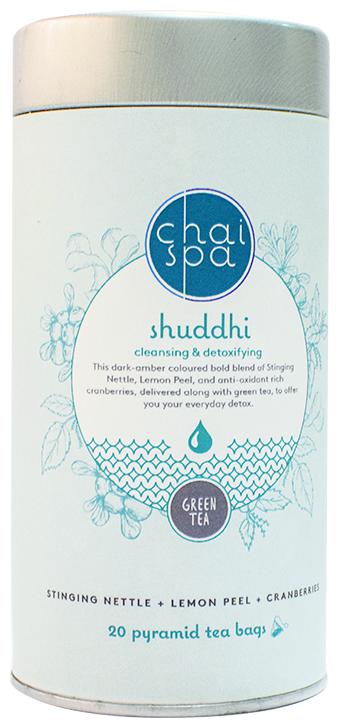 chai
spa
shuddhi
cleansing & detoxifying
This dark-amber coloured bold blend of Stinging
Nettle, Lemon Peel, and anti-oxidant rich
cranberries, delivered along with green tea, to offer
you your everyday detox.
GREEN
TEA
STINGING NETTLE + LEMON PEEL + CRANBERRIES
20 pyramid tea bags